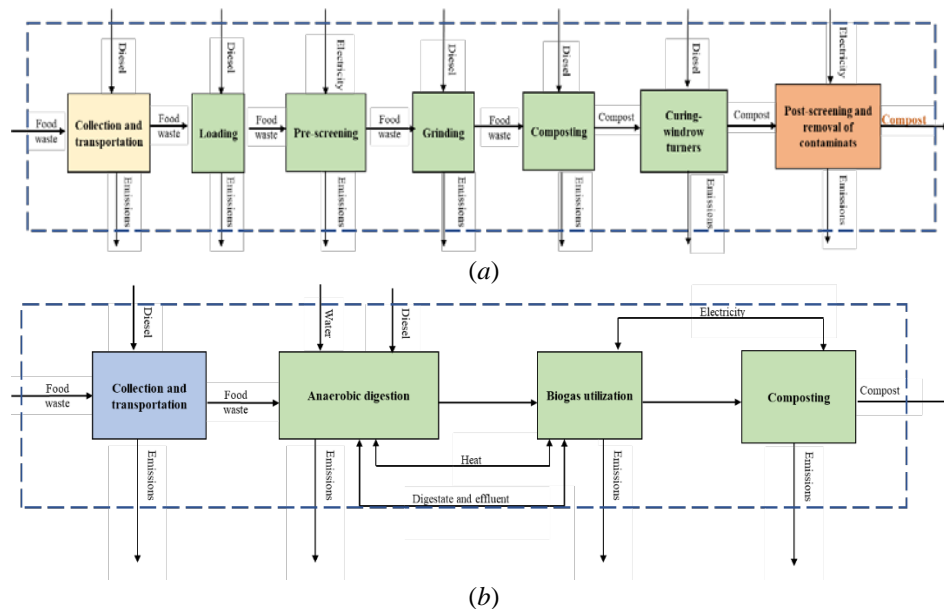 Diesel
Diesel
Electricity
Diesel
Diesel
Diesel
Electricity
Food
waste
Collection and
transportation
Food
waste
Loading
Food
waste
Pre-screening
Food
waste
Grinding
Food
waste
Composting
Compost
Curing-
windrow
turners
Compost
Post-screening and
removal of
contaminats
Compost
Emissions
Emissions
Emissions
Emissions
Emissions
Emissions
Emissions
(a)
Diesel
Water
Diesel
Electricity
Food
waste
Collection and
transportation
Food
waste
Anaerobic digestion
Biogas utilization
Composting
Compost
Heat
Digestate and effluent
Emissions
Emissions
Emissions
Emissions
(b)